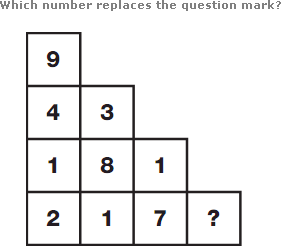 Which number replaces the question mark?
9
4 3
1 8 1
2 1 7 ?